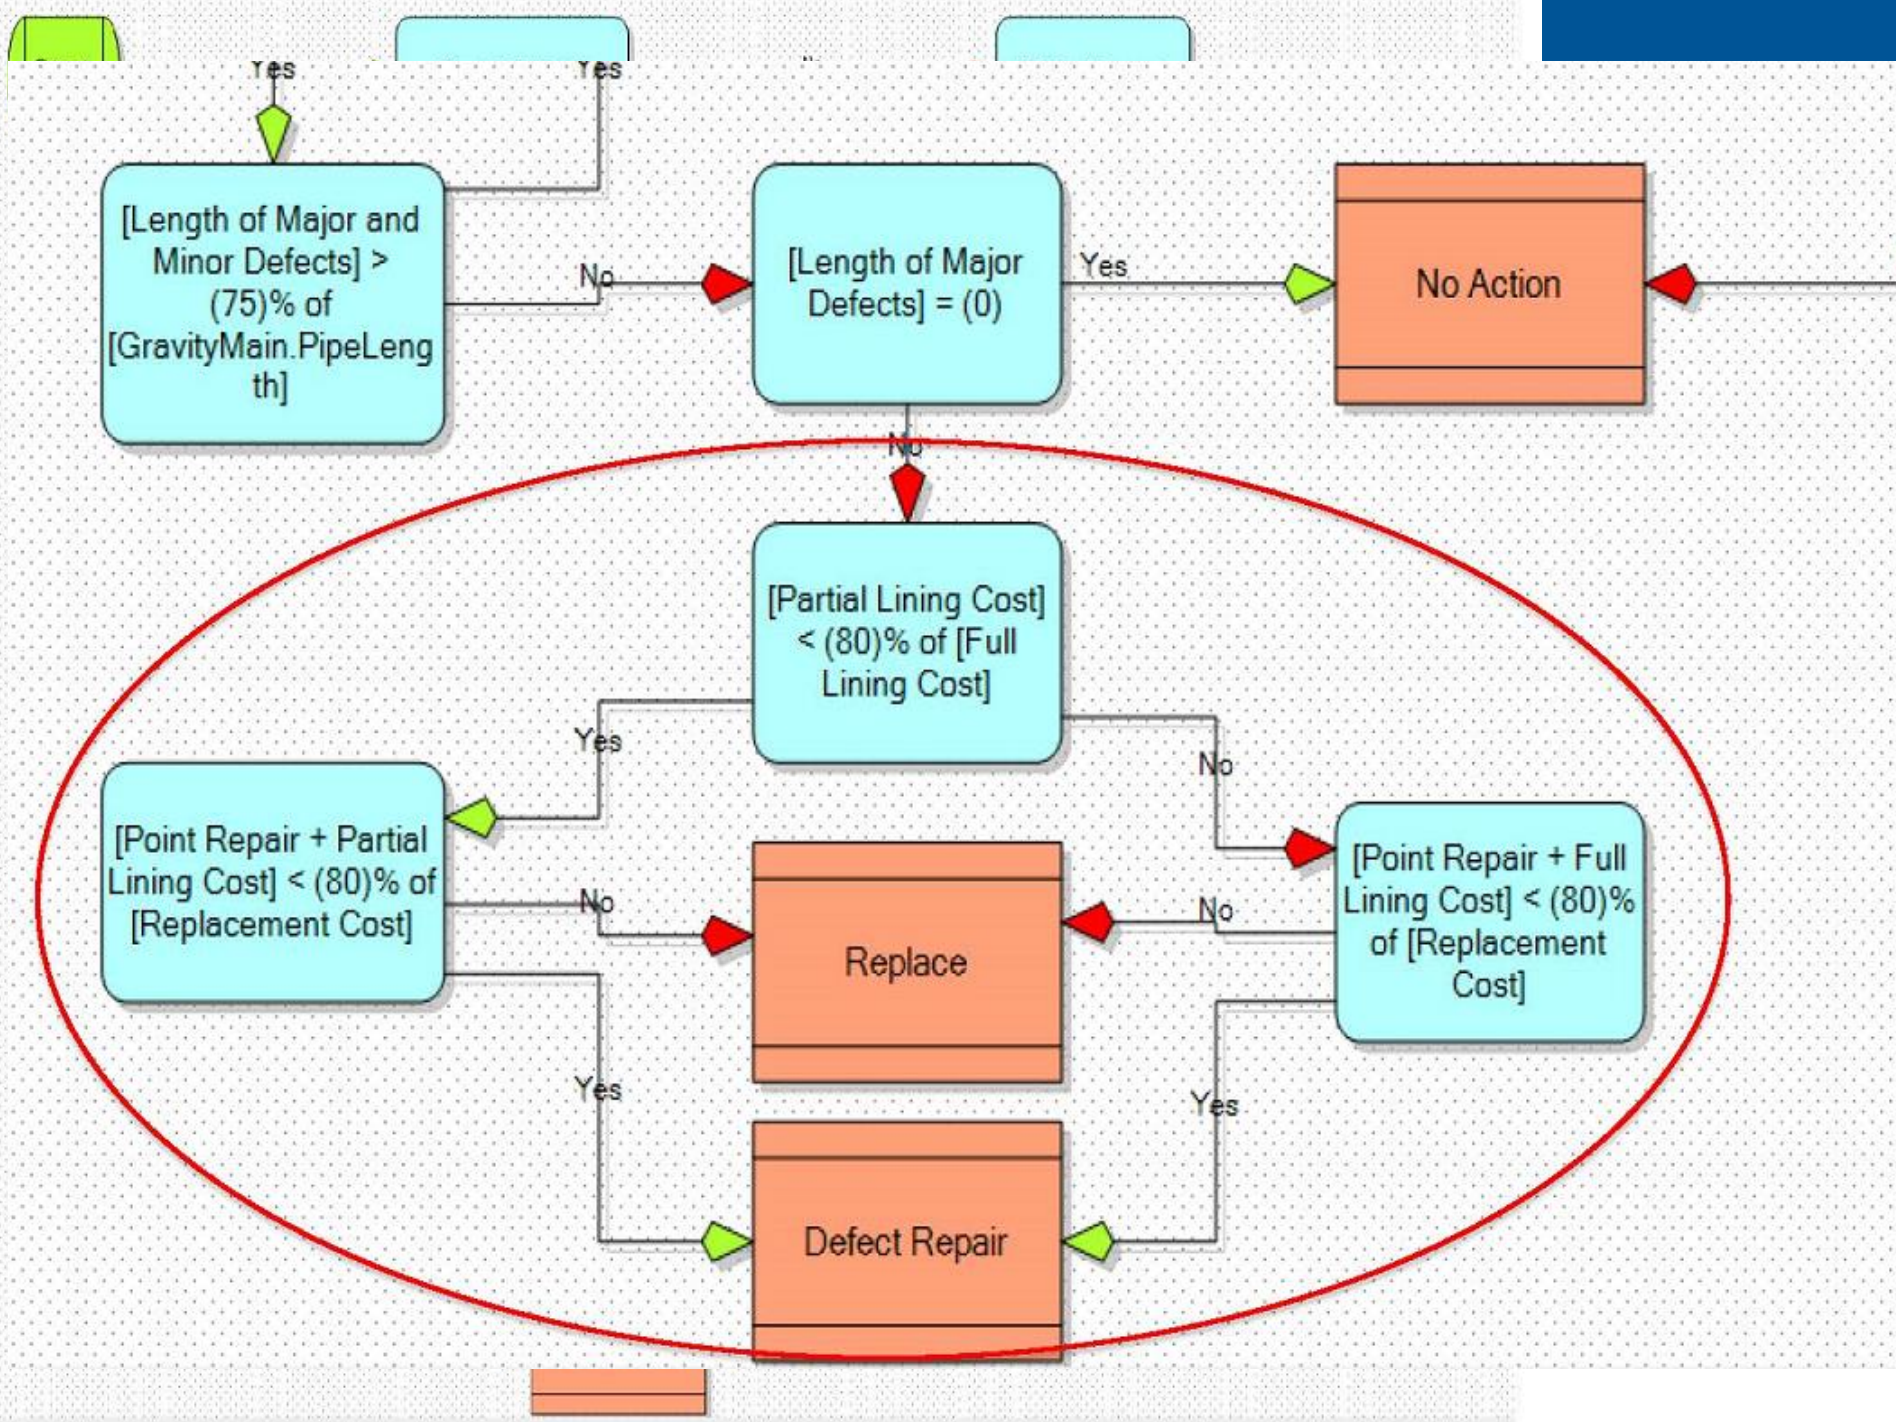 Yes
Yes
[Length of Major and
Minor Defects] >
(75)% of
[GravityMain.PipeLeng
th]
No
[Length of Major
Defects] = (0)
Yes
No Action
No
[Partial Lining Cost]
< (80)% of [Full
Lining Cost]
Yes
No
[Point Repair + Partial
Lining Cost] < (80)% of
[Replacement Cost]
No
Replace
No
[Point Repair + Full
Lining Cost] < (80)%
of [Replacement
Cost]
Yes
Yes
Defect Repair